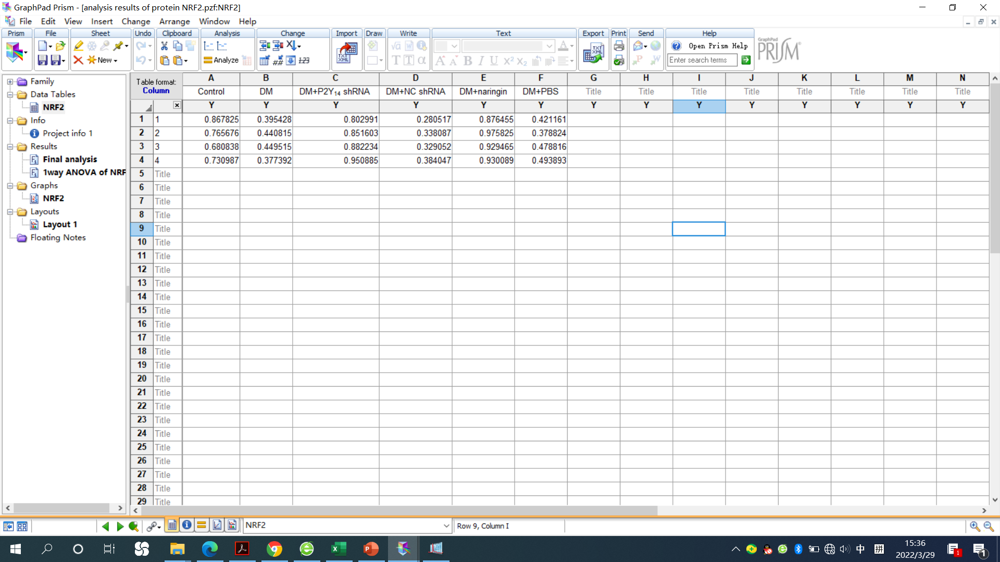 GraphPad Prism - [analysis results of protein NRF2.pzf:NRF2]
File Edit View Insert Change Arrange Window Help
Prism File Sheet Undo Clipboard Analysis Change Import Draw Write Text Export Print Send Help
Open Prism Help
GraphPad PRISM
New Analyze Enter search terms
Family
Data Tables
NRF2
Info
Project info 1
Results
Final analysis
1way ANOVA of NRF
Graphs
NRF2
Layouts
Layout 1
Floating Notes
Table format: Column
A B C D E F G H I J K L M N
Control DM DM+P2Y₁₄ shRNA DM+NC shRNA DM+naringin DM+PBS Title Title Title Title Title Title Title Title
Y Y Y Y Y Y Y Y Y Y Y Y Y Y
1 1 0.867825 0.395428 0.802991 0.280517 0.876455 0.421161
2 2 0.765676 0.440815 0.851603 0.338087 0.975825 0.378824
3 3 0.680838 0.449515 0.882234 0.329052 0.929465 0.478816
4 4 0.730987 0.377392 0.950885 0.384047 0.930089 0.493893
5 Title
6 Title
7 Title
8 Title
9 Title
10 Title
11 Title
12 Title
13 Title
14 Title
15 Title
16 Title
17 Title
18 Title
19 Title
20 Title
21 Title
22 Title
23 Title
24 Title
25 Title
26 Title
27 Title
28 Title
29 Title
NRF2 Row 9, Column I
中 拼 15:36
2022/3/29
1 1